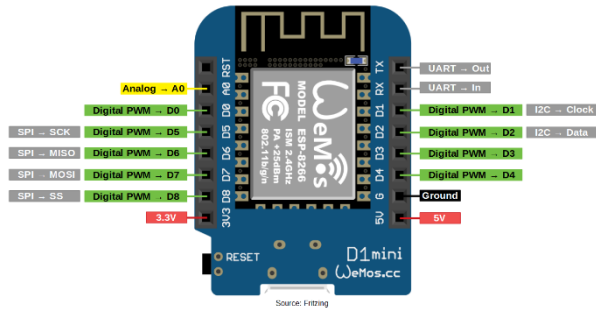 RST
TX
UART → Out
Analog → A0
A0
RX
UART → In
Digital PWM → D0
D0
D1
Digital PWM → D1
I2C → Clock
SPI → SCK
Digital PWM → D5
D5
D2
Digital PWM → D2
I2C → Data
SPI → MISO
Digital PWM → D6
D6
D3
Digital PWM → D3
SPI → MOSI
Digital PWM → D7
D7
D4
Digital PWM → D4
SPI → SS
Digital PWM → D8
D8
G
Ground
3.3V
3V3
5V
5V
WeMos
MODEL ESP-8266
FC
ISM 2.4GHz
PA +25dBm
802.11b/g/n
RESET
D1mini
WeMos.cc
Source: Fritzing